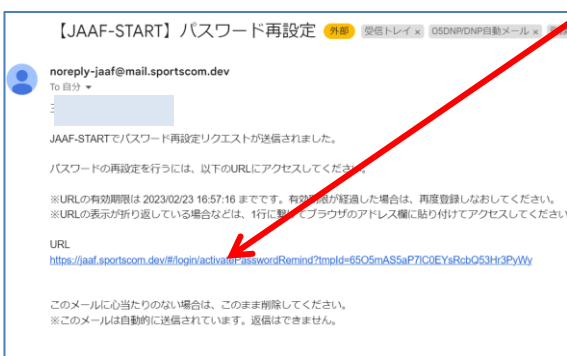 【JAAF-START】パスワード再設定 外部 受信トレイ × 05DNP/DNP自動メール ×
noreply-jaaf@mail.sportscom.dev
To 自分
JAAF-STARTでパスワード再設定リクエストが送信されました。
パスワードの再設定を行うには、以下のURLにアクセスしてください。
※URLの有効期限は 2023/02/23 16:57:16 までです。有効期限が経過した場合は、再度登録しなおしてください。
※URLの表示が折り返している場合などは、1行に繋げてブラウザのアドレス欄に貼り付けてアクセスしてください
URL
https://jaaf.sportscom.dev/#/login/activatePasswordRemind?tmpId=65O5mAS5aP7lC0EYsRcbQ53Hr3PyWy
このメールに心当たりのない場合は、このまま削除してください。
※このメールは自動的に送信されています。返信はできません。